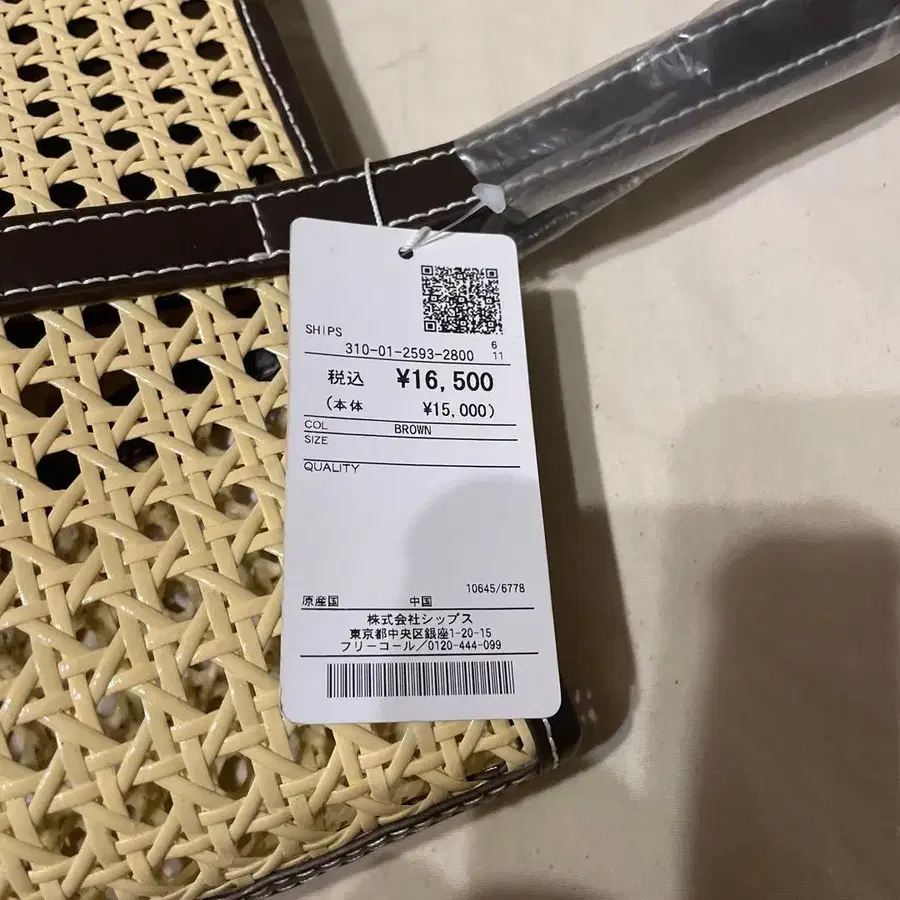 SHIPS
6
310-01-2593-2800 11
税込 ¥16,500
(本体 ¥15,000)
COL BROWN
SIZE
QUALITY
10645/6778
原産国 中国
株式会社シップス
東京都中央区銀座1-20-15
フリーコール/0120-444-099